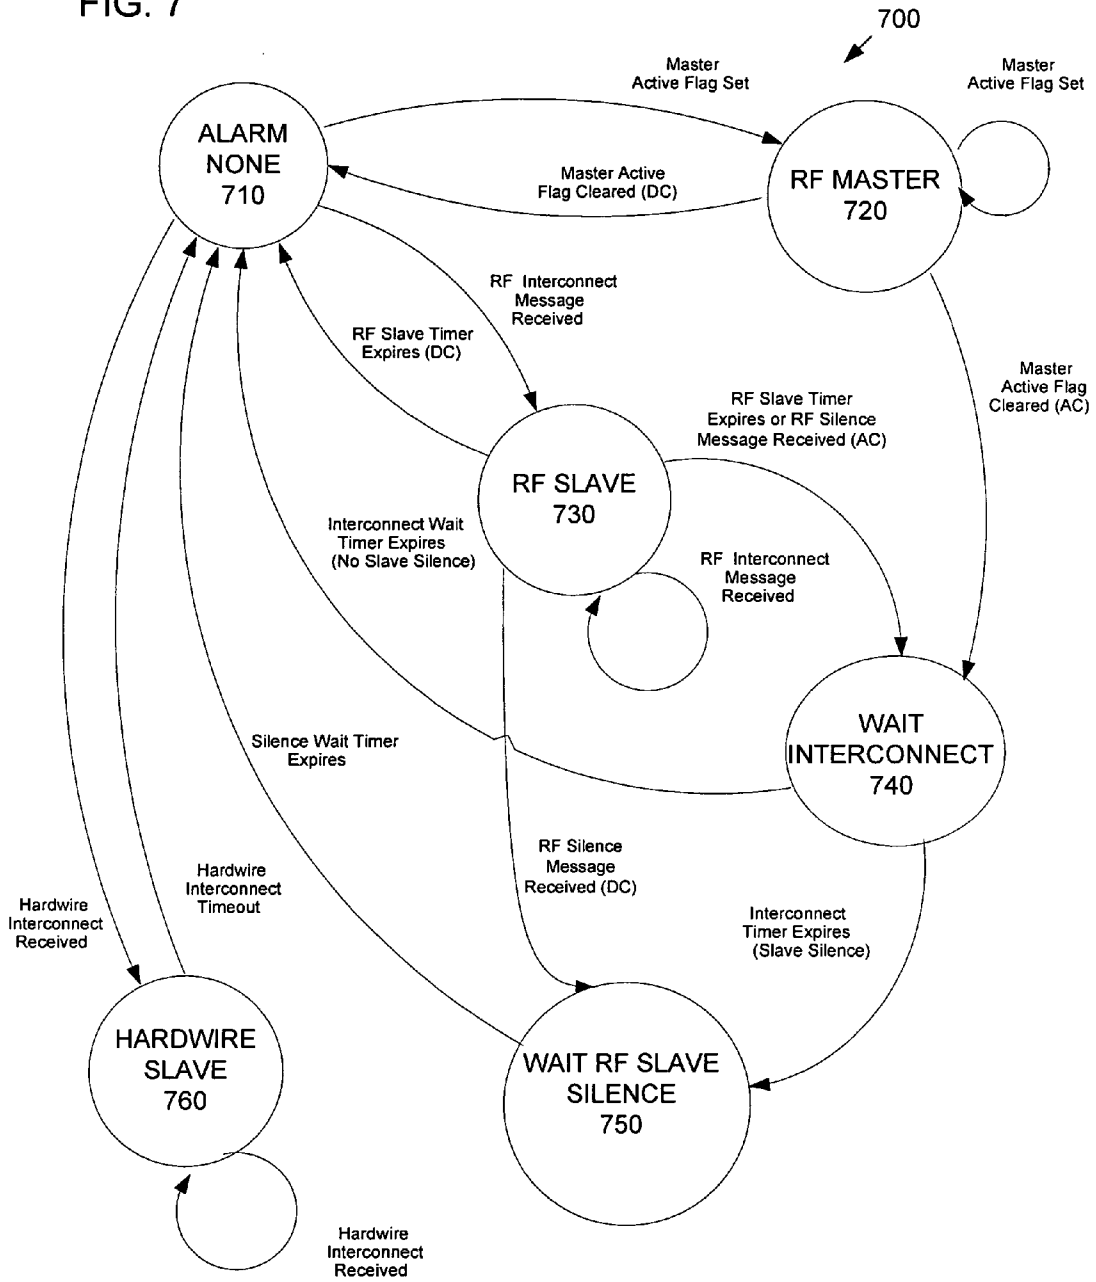 FIG. 7
700
Master
Active Flag Set
Master
Active Flag Set
ALARM
NONE
710
Master Active
Flag Cleared (DC)
RF MASTER
720
RF Interconnect
Message
Received
RF Slave Timer
Expires (DC)
Master
Active Flag
Cleared (AC)
RF Slave Timer
Expires or RF Silence
Message Received (AC)
RF SLAVE
730
Interconnect Wait
Timer Expires
(No Slave Silence)
RF Interconnect
Message
Received
WAIT
INTERCONNECT
740
Silence Wait Timer
Expires
RF Silence
Message
Received (DC)
Hardwire
Interconnect
Timeout
Hardwire
Interconnect
Received
Interconnect
Timer Expires
(Slave Silence)
HARDWIRE
SLAVE
760
WAIT RF SLAVE
SILENCE
750
Hardwire
Interconnect
Received